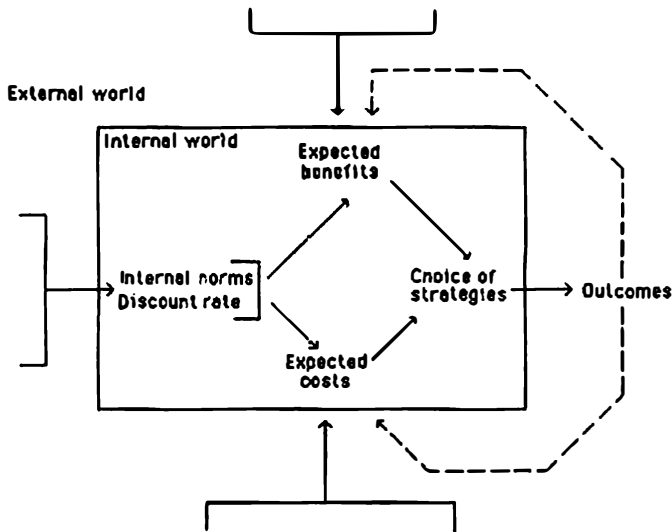 External world
Internal world
Expected
benefits
Internal norms
Discount rate
Choice of
strategies
Outcomes
Expected
costs